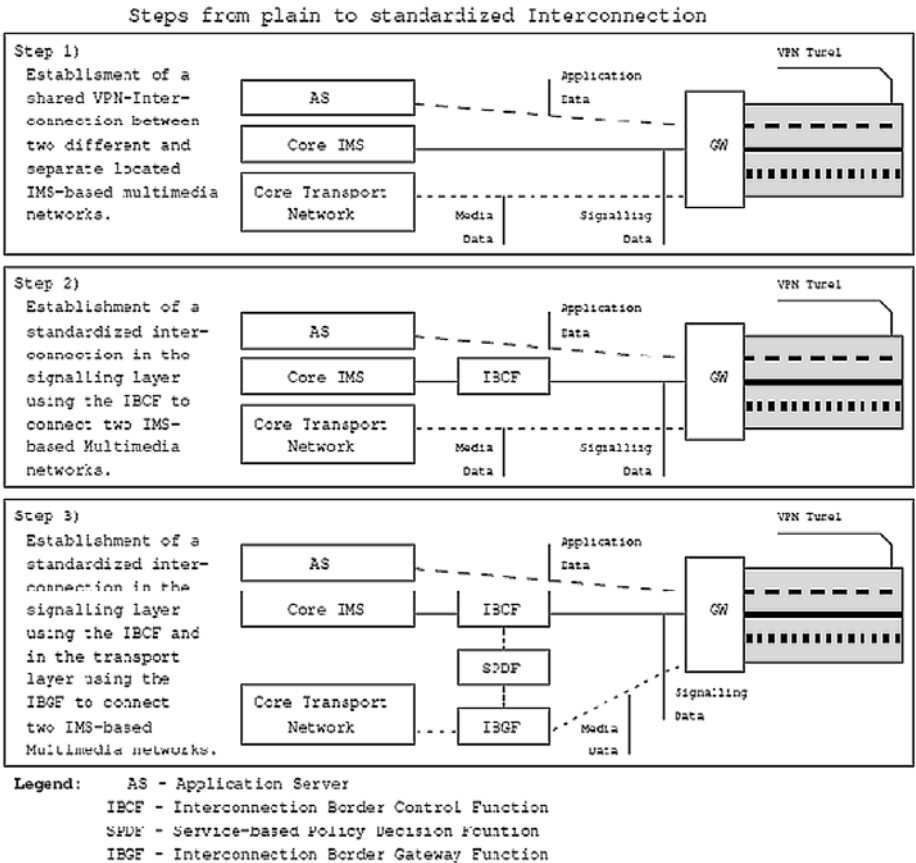 Steps from plain to standardized Interconnection
Step 1)
Establisment of a
shared VPN-Inter-
connection between
two different and
separate located
IMS-based multimedia
networks.
AS
Core IMS
Core Transport
Network
Application
Data
Media
Data
Signalling
Data
GW
VPN Tunel
Step 2)
Establishment of a
standardized inter-
connection in the
signalling layer
using the IBCF to
connect two IMS-
based Multimedia
networks.
AS
Core IMS
IBCF
Core Transport
Network
Application
Data
Media
Data
Signalling
Data
GW
VPN Tunel
Step 3)
Establishment of a
standardized inter-
connection in the
signalling layer
using the IBCF and
in the transport
layer using the
IBGF to connect
two IMS-based
Multimedia networks.
AS
Core IMS
IBCF
SPDF
Core Transport
Network
IBGF
Application
Data
Media
Data
Signalling
Data
GW
VPN Tunel
Legend: AS - Application Server
IBCF - Interconnection Border Control Function
SPDF - Service-based Policy Decision Fountion
IBGF - Interconnection Border Gateway Function